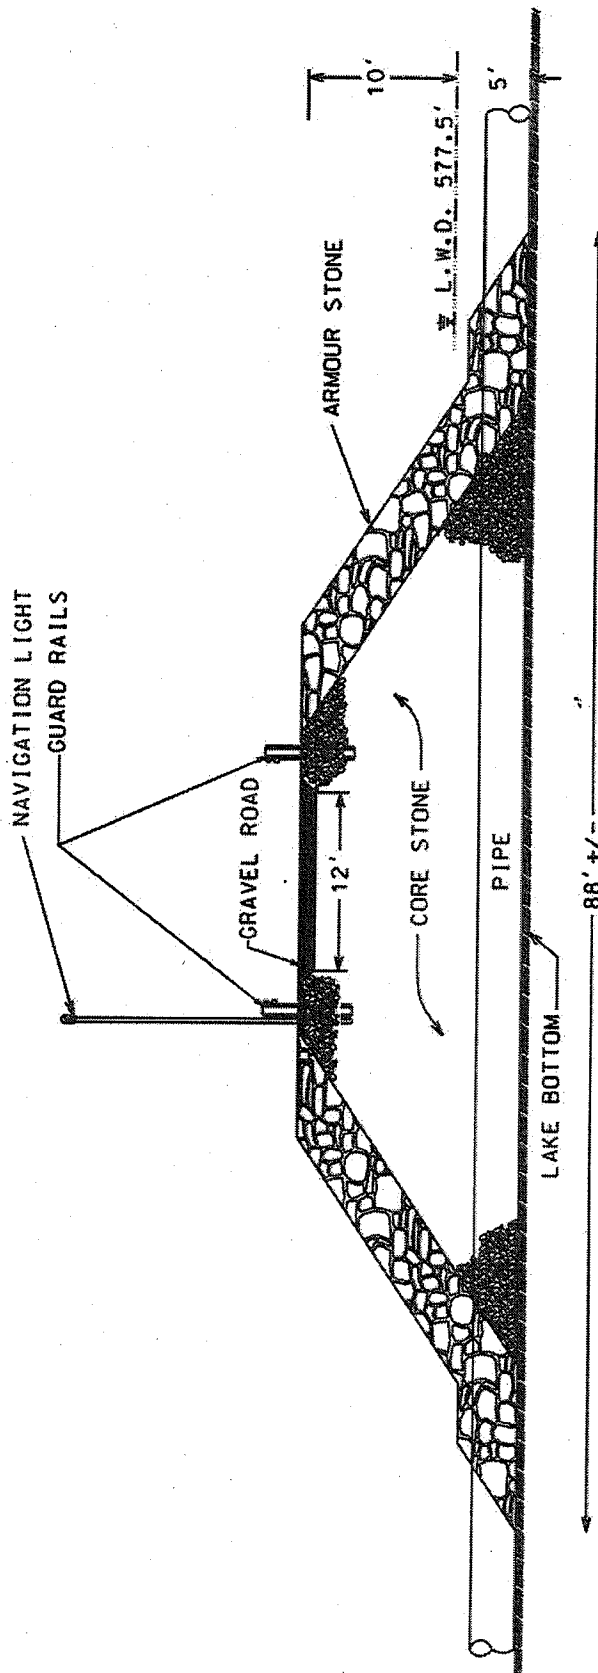 NAVIGATION LIGHT
GUARD RAILS
GRAVEL ROAD
12'
ARMOUR STONE
10'
L.W.D. 577.5'
5'
CORE STONE
PIPE
LAKE BOTTOM
88' +/-